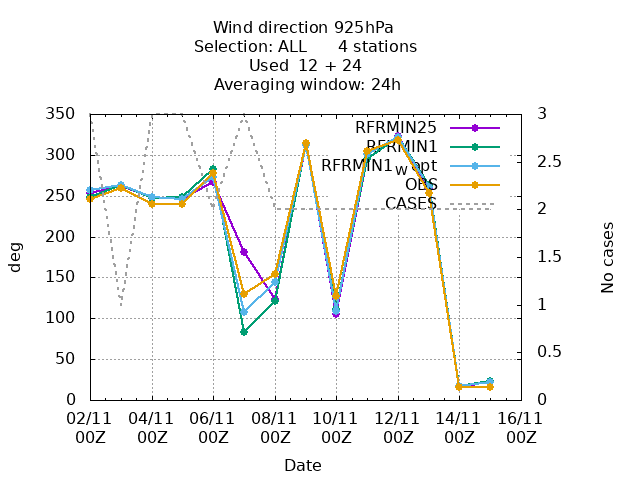 Wind direction 925hPa
Selection: ALL 4 stations
Used 12 + 24
Averaging window: 24h
350 3
RFRMIN25
RFRMIN1
300 2.5
RFRMIN1w opt
OBS
250
CASES
200 2
deg
150 1.5
No cases
100 1
50 0.5
0 0
02/11 04/11 06/11 08/11 10/11 12/11 14/11 16/11
00Z 00Z 00Z 00Z 00Z 00Z 00Z 00Z
Date